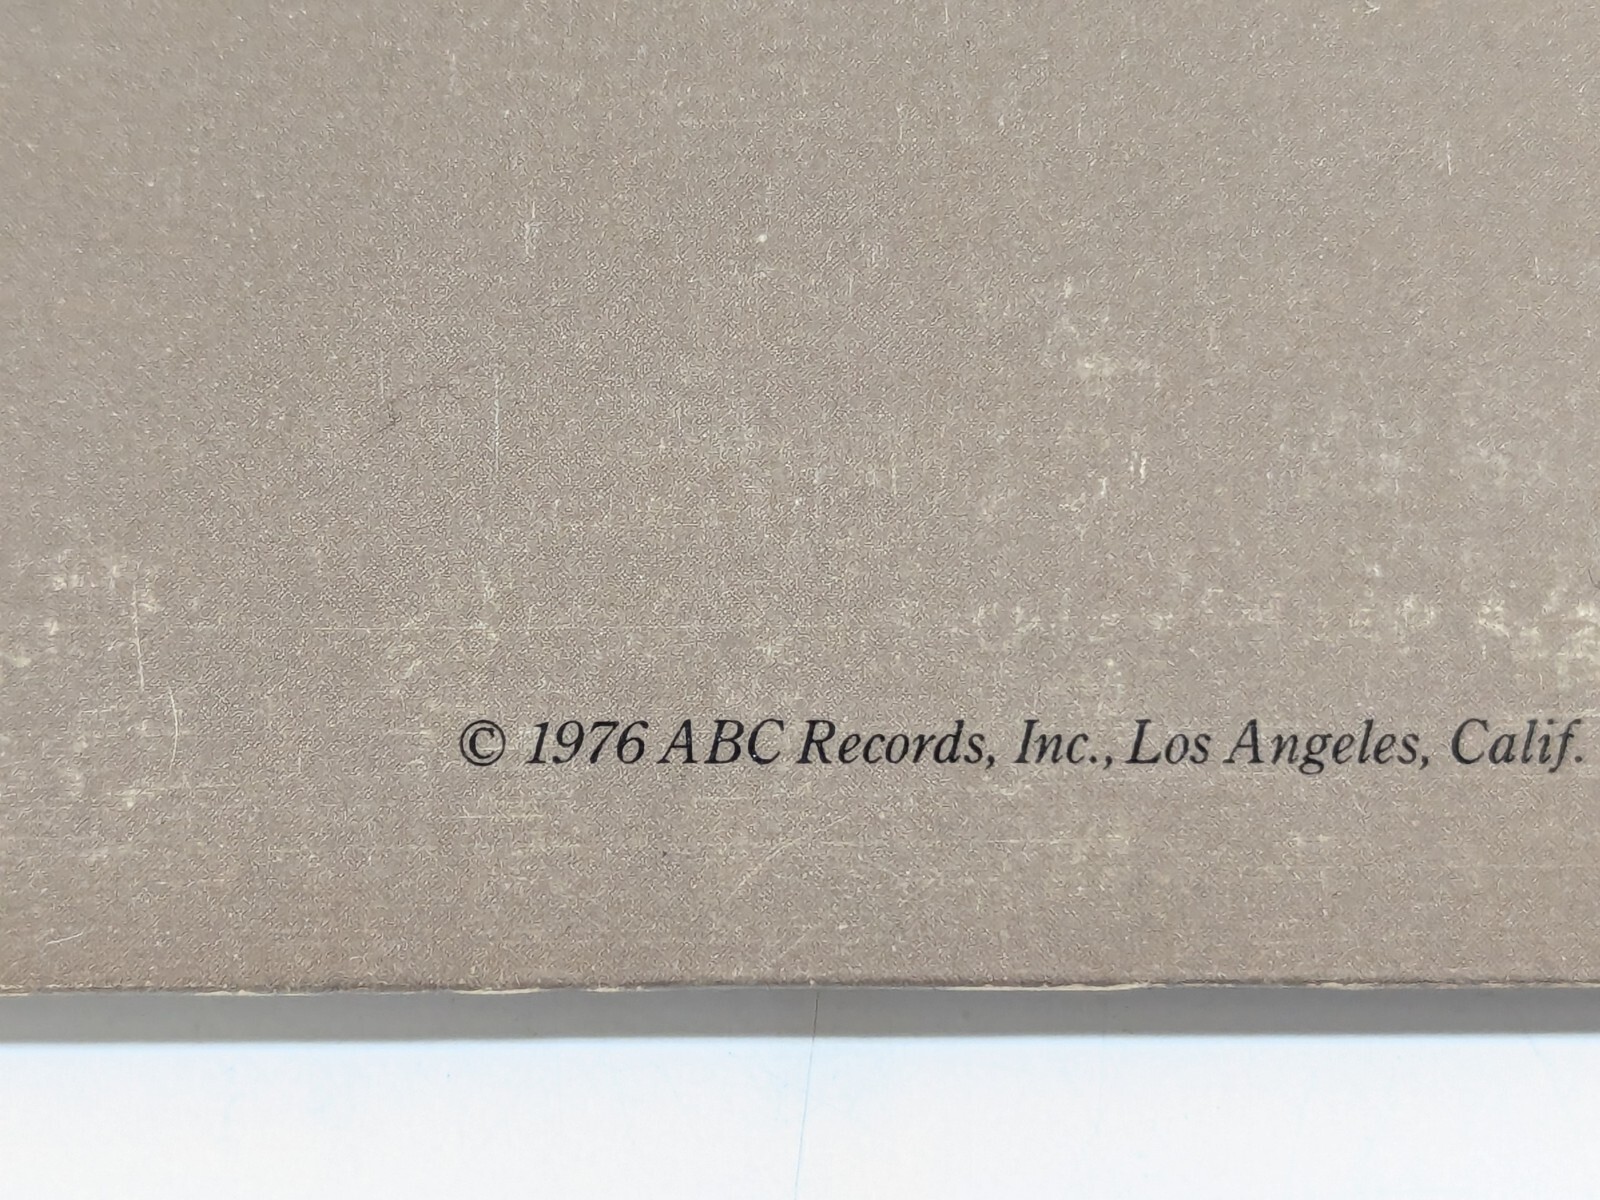 © 1976 ABC Records, Inc., Los Angeles, Calif.